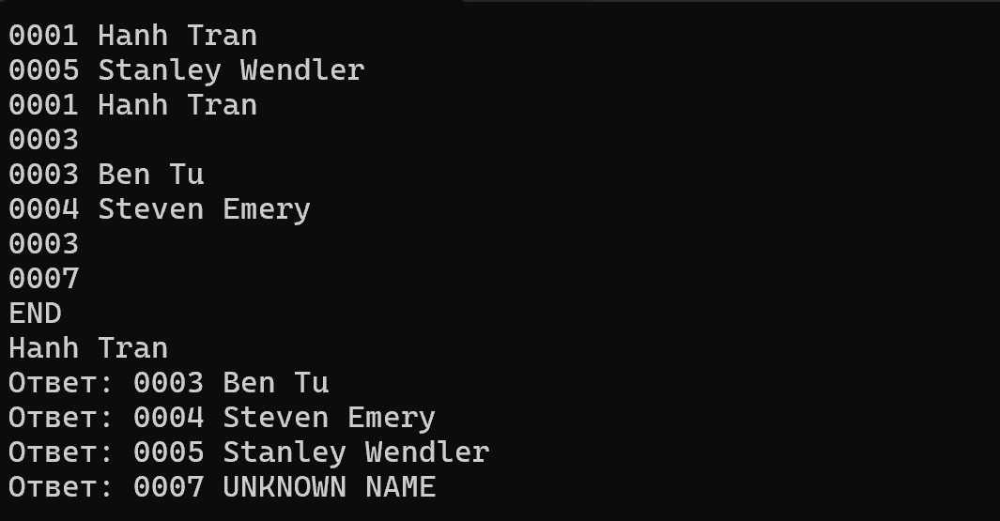 0001 Hanh Tran
0005 Stanley Wendler
0001 Hanh Tran
0003
0003 Ben Tu
0004 Steven Emery
0003
0007
END
Hanh Tran
Ответ: 0003 Ben Tu
Ответ: 0004 Steven Emery
Ответ: 0005 Stanley Wendler
Ответ: 0007 UNKNOWN NAME